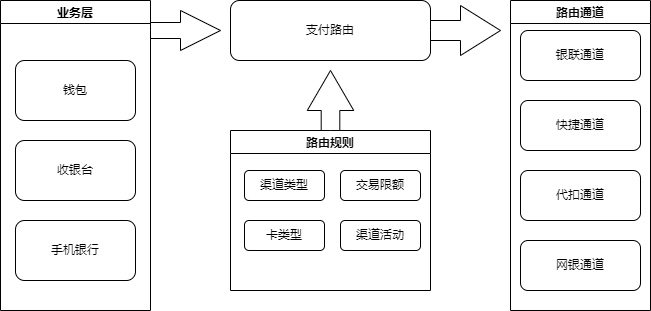 业务层
钱包
收银台
手机银行
支付路由
路由规则
渠道类型
交易限额
卡类型
渠道活动
路由通道
银联通道
快捷通道
代扣通道
网银通道